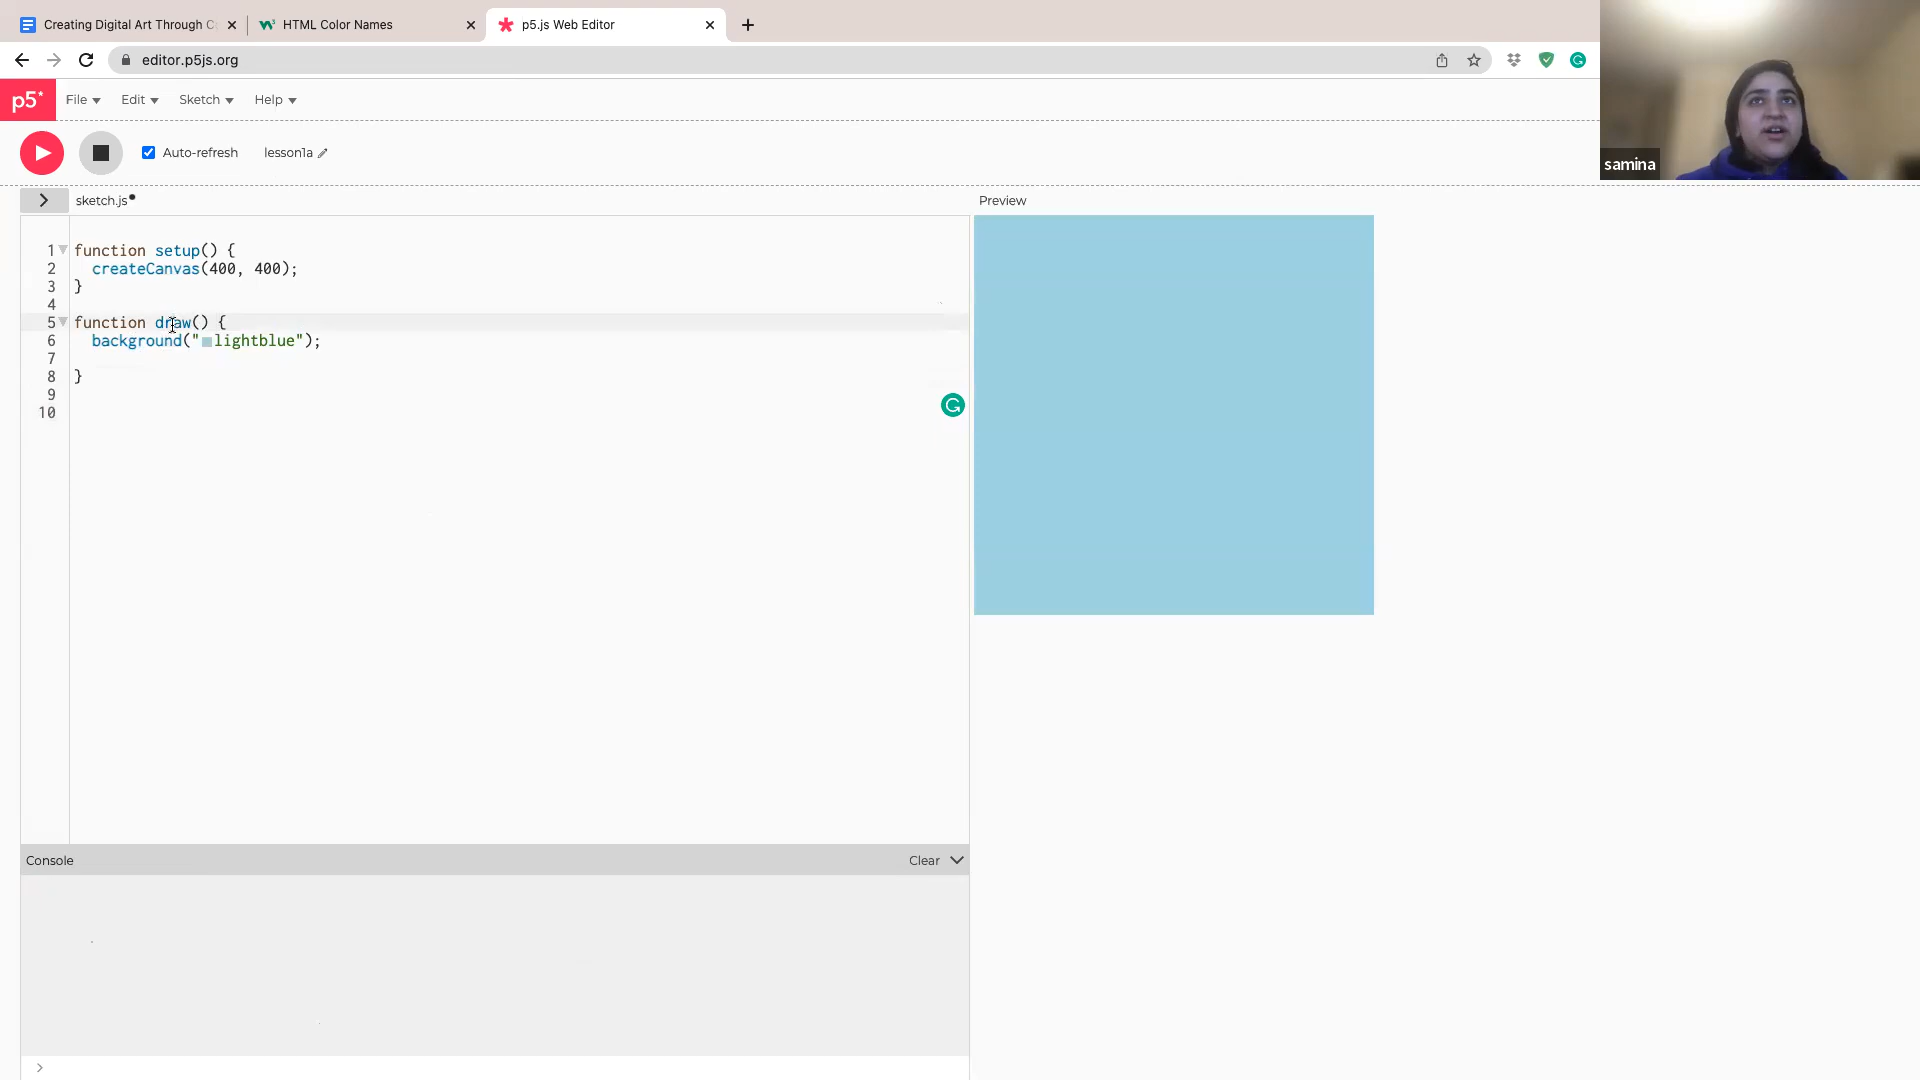 Creating Digital Art Through C
HTML Color Names
p5.js Web Editor
editor.p5js.org
p5*
File
Edit
Sketch
Help
Auto-refresh
lesson1a
samina
sketch.js
Preview
1 function setup() {
2 createCanvas(400, 400);
3 }
4
5 function draw() {
6 background("lightblue");
7
8 }
9
10
Console
Clear
>